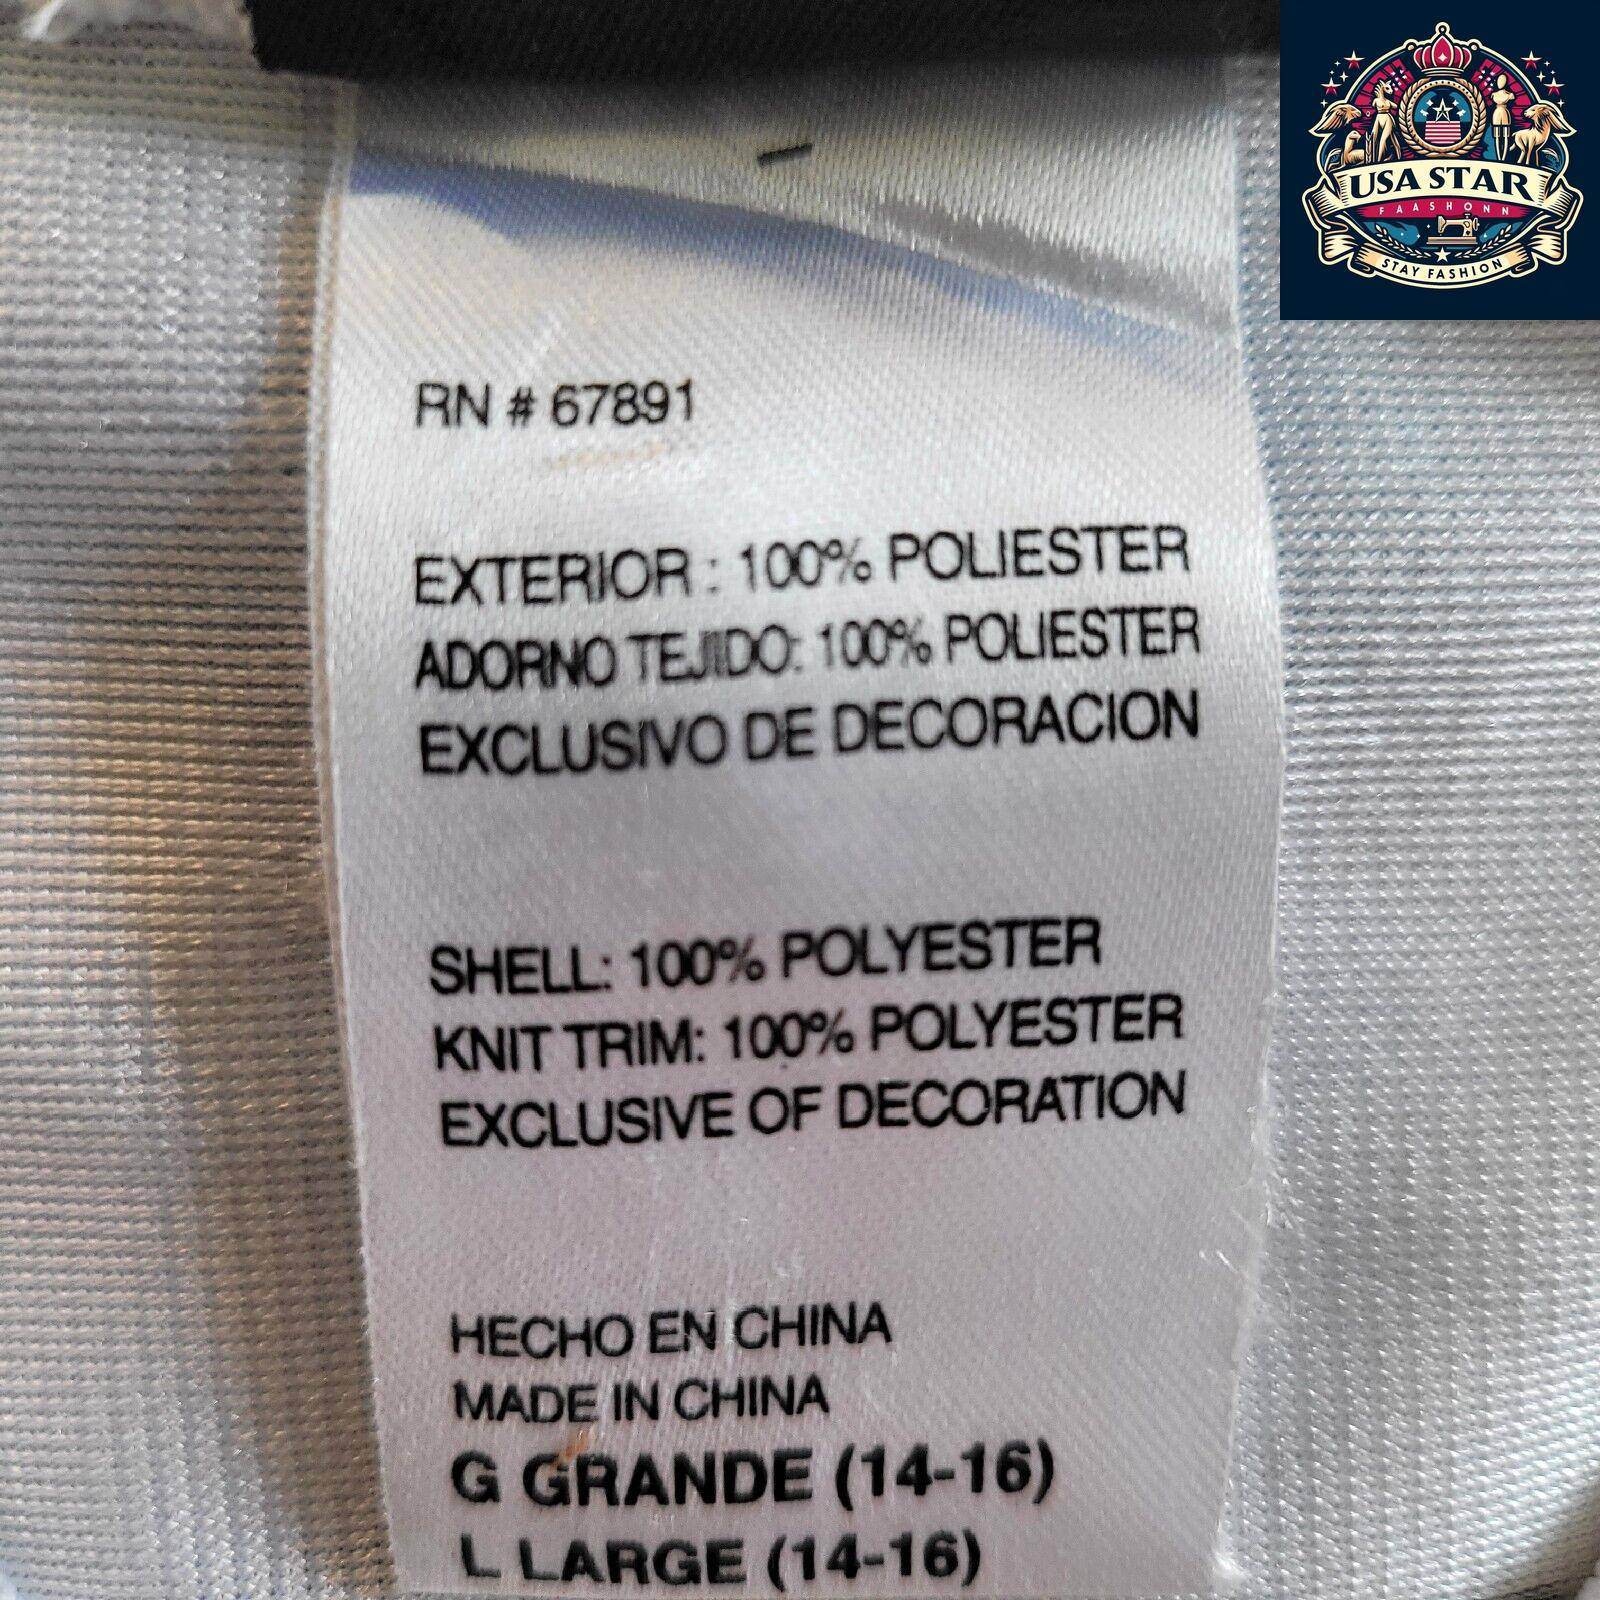 USA STAR
FAASHONN
STAY FASHION
RN # 67891
EXTERIOR : 100% POLIESTER
ADORNO TEJIDO: 100% POLIESTER
EXCLUSIVO DE DECORACION
SHELL: 100% POLYESTER
KNIT TRIM: 100% POLYESTER
EXCLUSIVE OF DECORATION
HECHO EN CHINA
MADE IN CHINA
G GRANDE (14-16)
L LARGE (14-16)